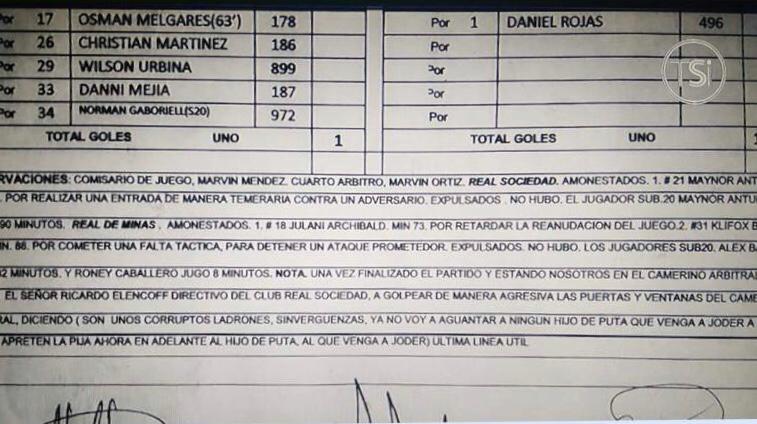 Por 17 OSMAN MELGARES(63') 178 Por 1 DANIEL ROJAS 496
Por 26 CHRISTIAN MARTINEZ 186 Por
Por 29 WILSON URBINA 899 Por
Por 33 DANNI MEJIA 187 Por
Por 34 NORMAN GABORIELL(S20) 972 Por
TOTAL GOLES UNO 1 TOTAL GOLES UNO 1
TSi
RVACIONES: COMISARIO DE JUEGO, MARVIN MENDEZ. CUARTO ARBITRO, MARVIN ORTIZ. REAL SOCIEDAD. AMONESTADOS. 1. # 21 MAYNOR ANT
. POR REALIZAR UNA ENTRADA DE MANERA TEMERARIA CONTRA UN ADVERSARIO. EXPULSADOS . NO HUBO. EL JUGADOR SUB.20 MAYNOR ANTU
90 MINUTOS. REAL DE MINAS . AMONESTADOS. 1. # 18 JULANI ARCHIBALD. MIN 73. POR RETARDAR LA REANUDACION DEL JUEGO.2. #31 KLIFOX B
IN. 88. POR COMETER UNA FALTA TACTICA, PARA DETENER UN ATAQUE PROMETEDOR. EXPULSADOS. NO HUBO. LOS JUGADORES SUB20. ALEX BA
32 MINUTOS. Y RONEY CABALLERO JUGO 8 MINUTOS. NOTA. UNA VEZ FINALIZADO EL PARTIDO Y ESTANDO NOSOTROS EN EL CAMERINO ARBITRA
EL SEÑOR RICARDO ELENCOFF DIRECTIVO DEL CLUB REAL SOCIEDAD, A GOLPEAR DE MANERA AGRESIVA LAS PUERTAS Y VENTANAS DEL CAME
RAL, DICIENDO ( SON UNOS CORRUPTOS LADRONES, SINVERGUENZAS, YA NO VOY A AGUANTAR A NINGUN HIJO DE PUTA QUE VENGA A JODER A
APRETEN LA PIJA AHORA EN ADELANTE AL HIJO DE PUTA, AL QUE VENGA A JODER) ULTIMA LINEA UTIL